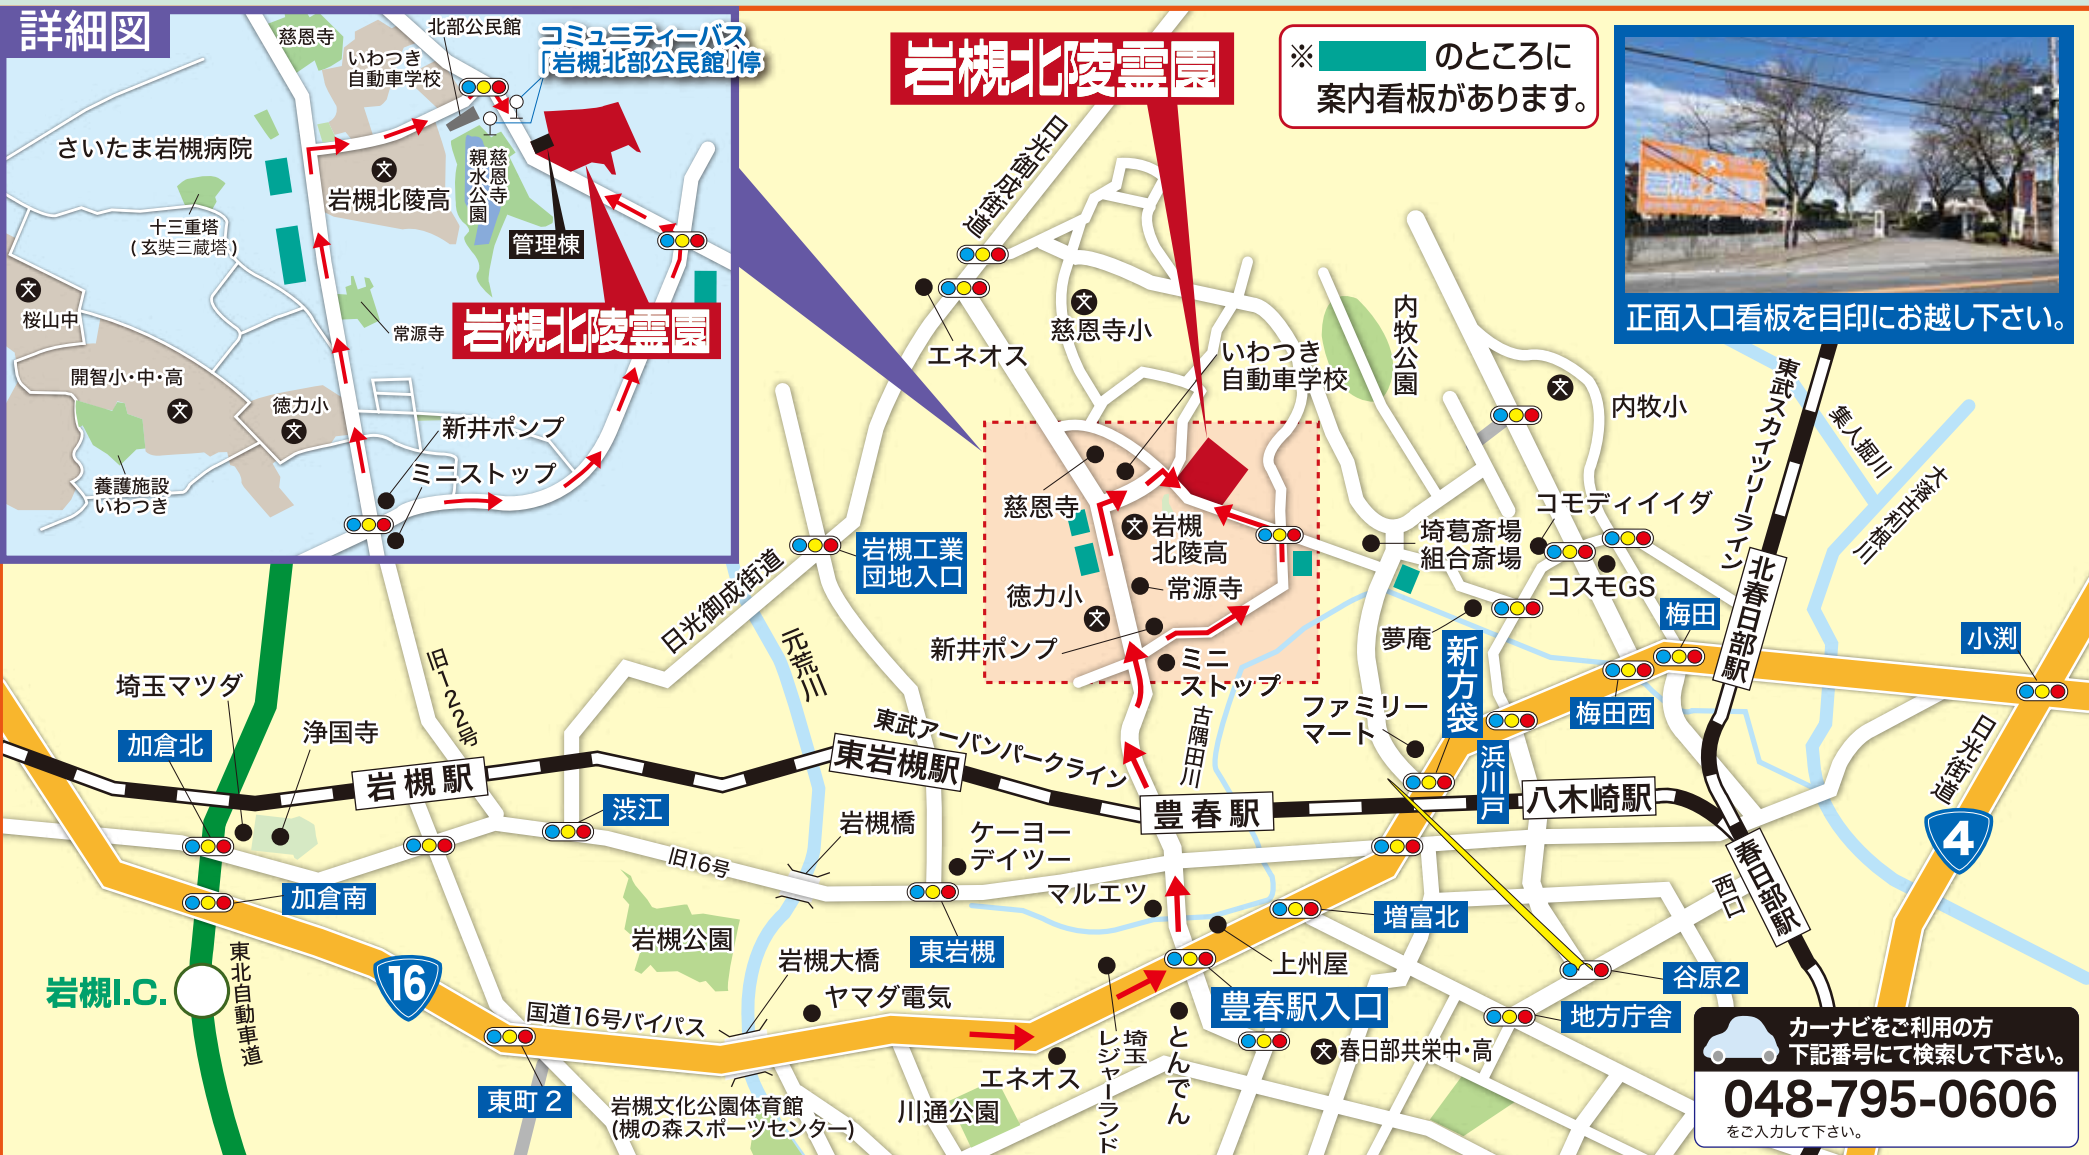 詳細図
慈恩寺
北部公民館
いわつき
自動車学校
コミュニティーバス
「岩槻北部公民館」停
さいたま岩槻病院
岩槻北陵高
慈恩寺
親水公園
十三重塔
(玄奘三蔵塔)
管理棟
桜山中
常源寺
岩槻北陵霊園
開智小・中・高
徳力小
新井ポンプ
ミニストップ
養護施設
いわつき
岩槻北陵霊園
※ のところに
案内看板があります。
正面入口看板を目印にお越し下さい。
日光御成街道
エネオス
慈恩寺小
いわつき
自動車学校
内牧公園
内牧小
東武スカイツリーライン
隼人掘川
大落古利根川
慈恩寺
岩槻
北陵高
徳力小
常源寺
新井ポンプ
ミニ
ストップ
埼葛斎場
組合斎場
コモディイイダ
コスモGS
夢庵
北春日部駅
梅田
梅田西
小渕
新方袋
ファミリー
マート
浜川戸
岩槻工業
団地入口
日光御成街道
元荒川
旧122号
埼玉マツダ
加倉北
浄国寺
岩槻駅
東岩槻駅
東武アーバンパークライン
古隅田川
豊春駅
八木崎駅
日光街道
4
春日部駅
西口
渋江
岩槻橋
旧16号
ケーヨー
デイツー
マルエツ
加倉南
岩槻公園
東岩槻
増富北
上州屋
岩槻大橋
ヤマダ電気
岩槻I.C.
東北自動車道
16
国道16号バイパス
豊春駅入口
谷原2
地方庁舎
埼玉
レジャーランド
とんでん
春日部共栄中・高
エネオス
東町2
岩槻文化公園体育館
(槻の森スポーツセンター)
川通公園
カーナビをご利用の方
下記番号にて検索して下さい。
048-795-0606
をご入力して下さい。